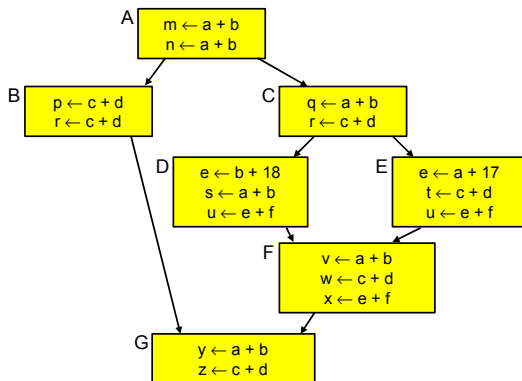 A
m ← a + b
n ← a + b
B
p ← c + d
r ← c + d
C
q ← a + b
r ← c + d
D
e ← b + 18
s ← a + b
u ← e + f
E
e ← a + 17
t ← c + d
u ← e + f
F
v ← a + b
w ← c + d
x ← e + f
G
y ← a + b
z ← c + d